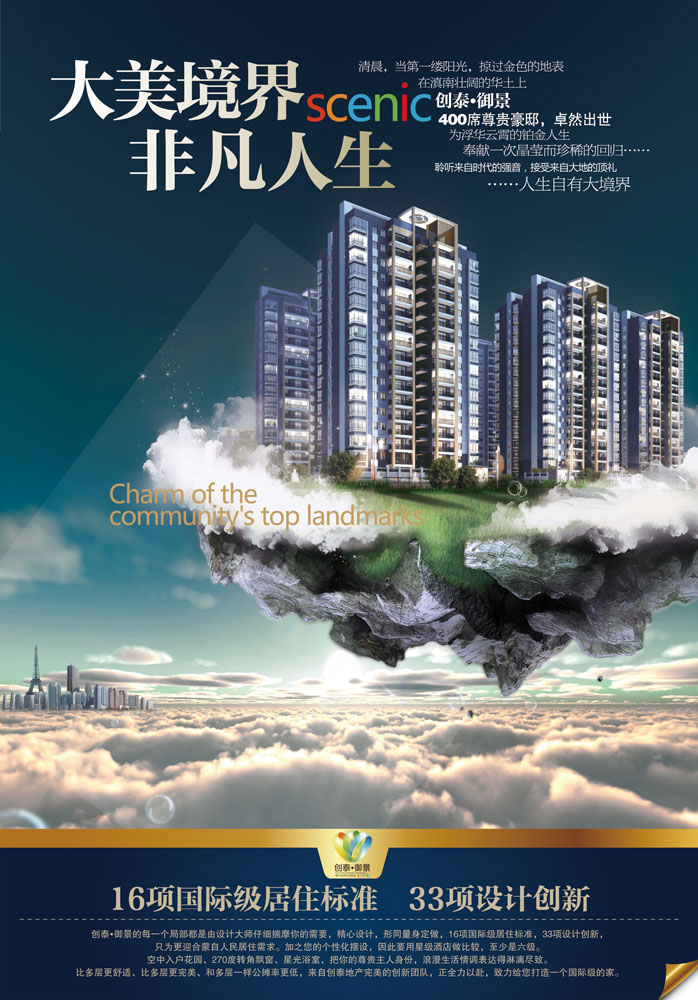 大美境界
scenic
非凡人生
清晨，当第一缕阳光，掠过金色的地表
在滇南壮阔的华土上
创泰•御景
400席尊贵豪邸，卓然出世
为浮华云霄的铂金人生
奉献一次晶莹而珍稀的回归……
聆听来自时代的强音，接受来自大地的顶礼
……人生自有大境界
Charm of the
community's top landmarks
创泰•御景
16项国际级居住标准 33项设计创新
创泰•御景的每一个局部都是由设计大师仔细揣摩你的需要，精心设计，形同量身定做，16项国际级居住标准，33项设计创新，
只为更迎合蒙自人民居住需求。加之您的个性化摆设，因此要用星级酒店做比较，至少是六级。
空中入户花园、270度转角飘窗、星光浴室，把你的尊贵主人身份，浪漫生活情调表达得淋漓尽致。
比多层更舒适、比多层更完美、和多层一样公摊率更低，来自创泰地产完美的创新团队，正全力以赴，致力给您打造一个国际级的家。